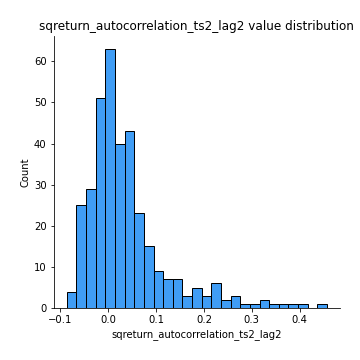 sqreturn_autocorrelation_ts2_lag2 value distribution
60
50
40
30
20
10
0
Count
−0.1 0.0 0.1 0.2 0.3 0.4
sqreturn_autocorrelation_ts2_lag2